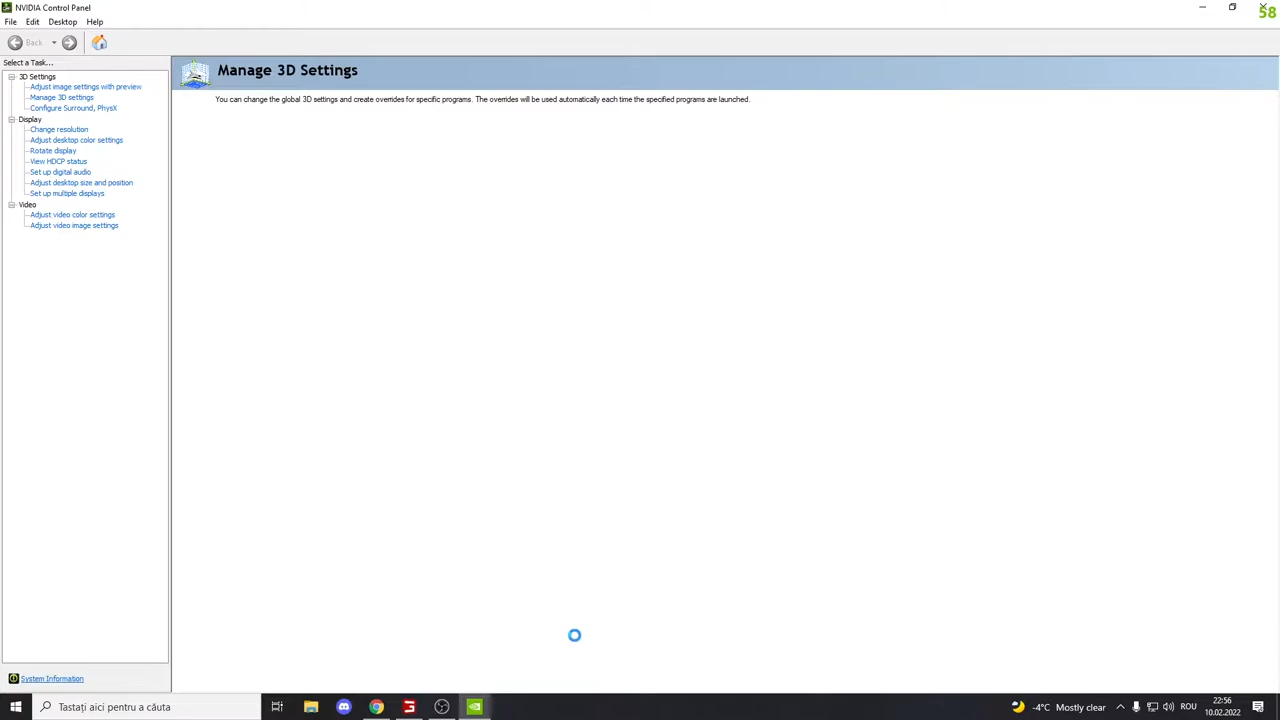 NVIDIA Control Panel
58
File Edit Desktop Help
Back
Select a Task...
3D Settings
Adjust image settings with preview
Manage 3D settings
Configure Surround, PhysX
Display
Change resolution
Adjust desktop color settings
Rotate display
View HDCP status
Set up digital audio
Adjust desktop size and position
Set up multiple displays
Video
Adjust video color settings
Adjust video image settings
Manage 3D Settings
You can change the global 3D settings and create overrides for specific programs. The overrides will be used automatically each time the specified programs are launched.
System Information
Tastați aici pentru a căuta
-4°C Mostly clear
ROU
22:56
10.02.2022